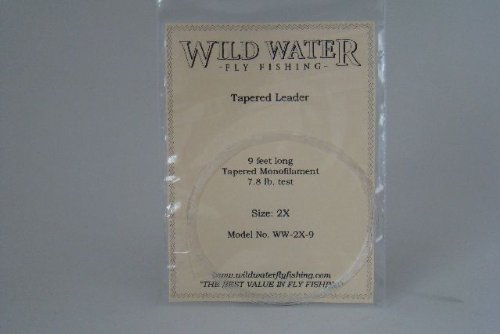 WILD WATER
-FLY FISHING-
Tapered Leader
9 feet long
Tapered Monofilament
7.8 lb. test
Size: 2X
Model No. WW-2X-9
www.wildwaterflyfishing.com
"THE BEST VALUE IN FLY FISHING"